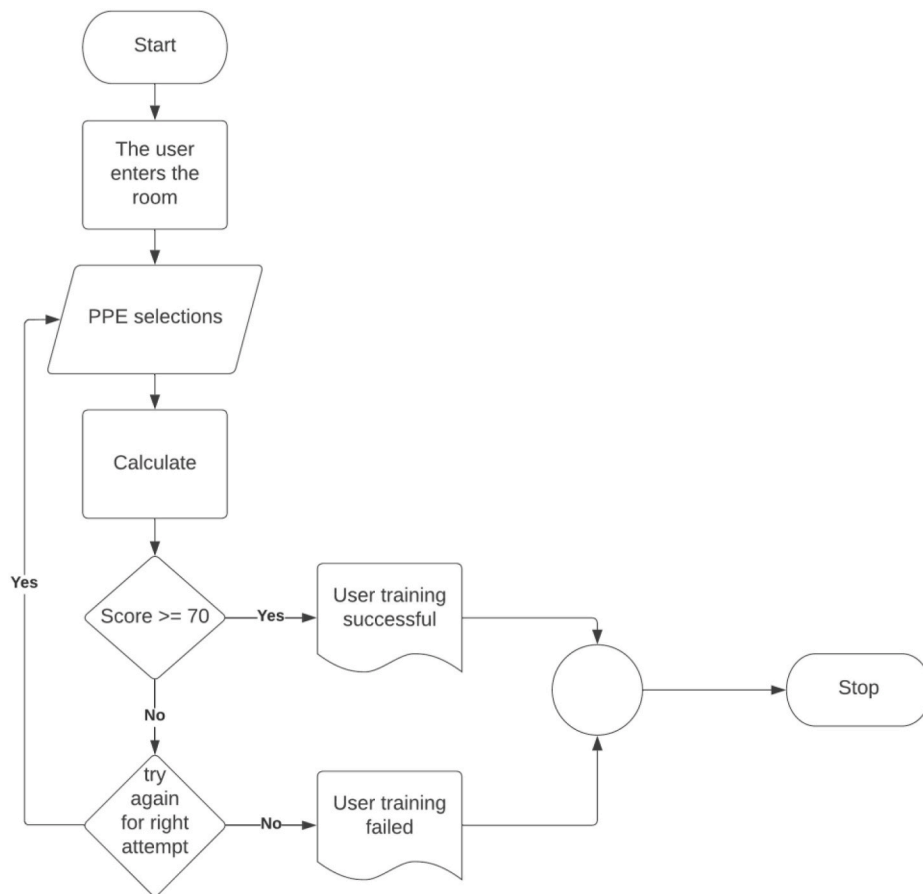 Start
The user
enters the
room
PPE selections
Calculate
Score >= 70
Yes
User training
successful
Yes
No
Stop
try
again
for right
attempt
No
User training
failed